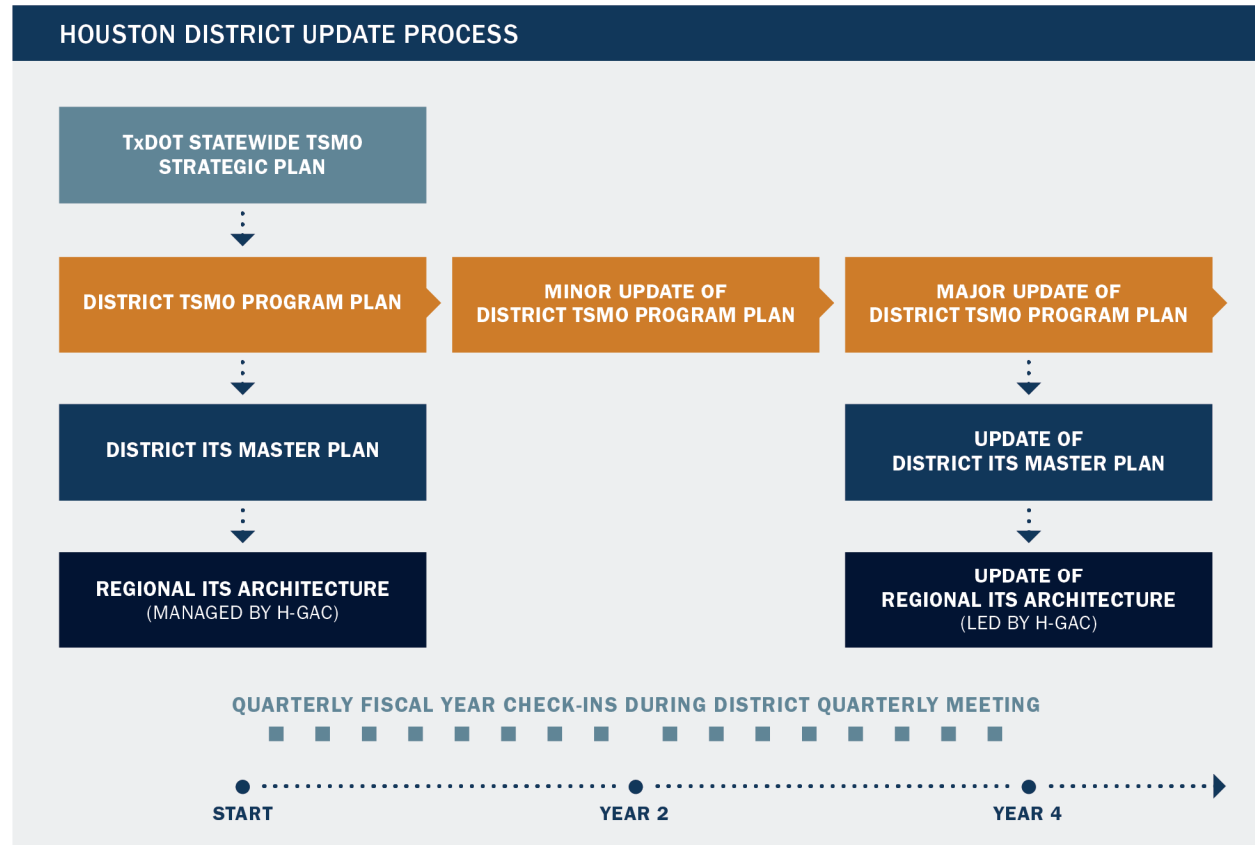 HOUSTON DISTRICT UPDATE PROCESS
TxDOT STATEWIDE TSMO
STRATEGIC PLAN
DISTRICT TSMO PROGRAM PLAN
MINOR UPDATE OF
DISTRICT TSMO PROGRAM PLAN
MAJOR UPDATE OF
DISTRICT TSMO PROGRAM PLAN
DISTRICT ITS MASTER PLAN
UPDATE OF
DISTRICT ITS MASTER PLAN
REGIONAL ITS ARCHITECTURE
(MANAGED BY H-GAC)
UPDATE OF
REGIONAL ITS ARCHITECTURE
(LED BY H-GAC)
QUARTERLY FISCAL YEAR CHECK-INS DURING DISTRICT QUARTERLY MEETING
START
YEAR 2
YEAR 4